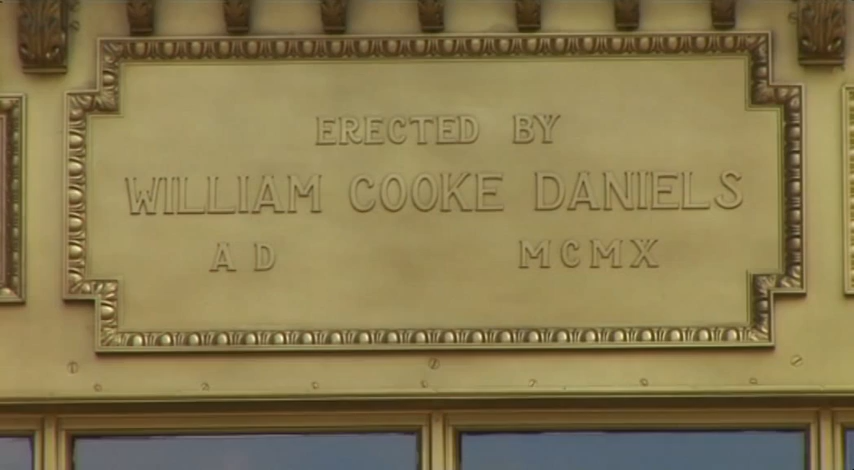 ERECTED BY
WILLIAM COOKE DANIELS
A D MCMX